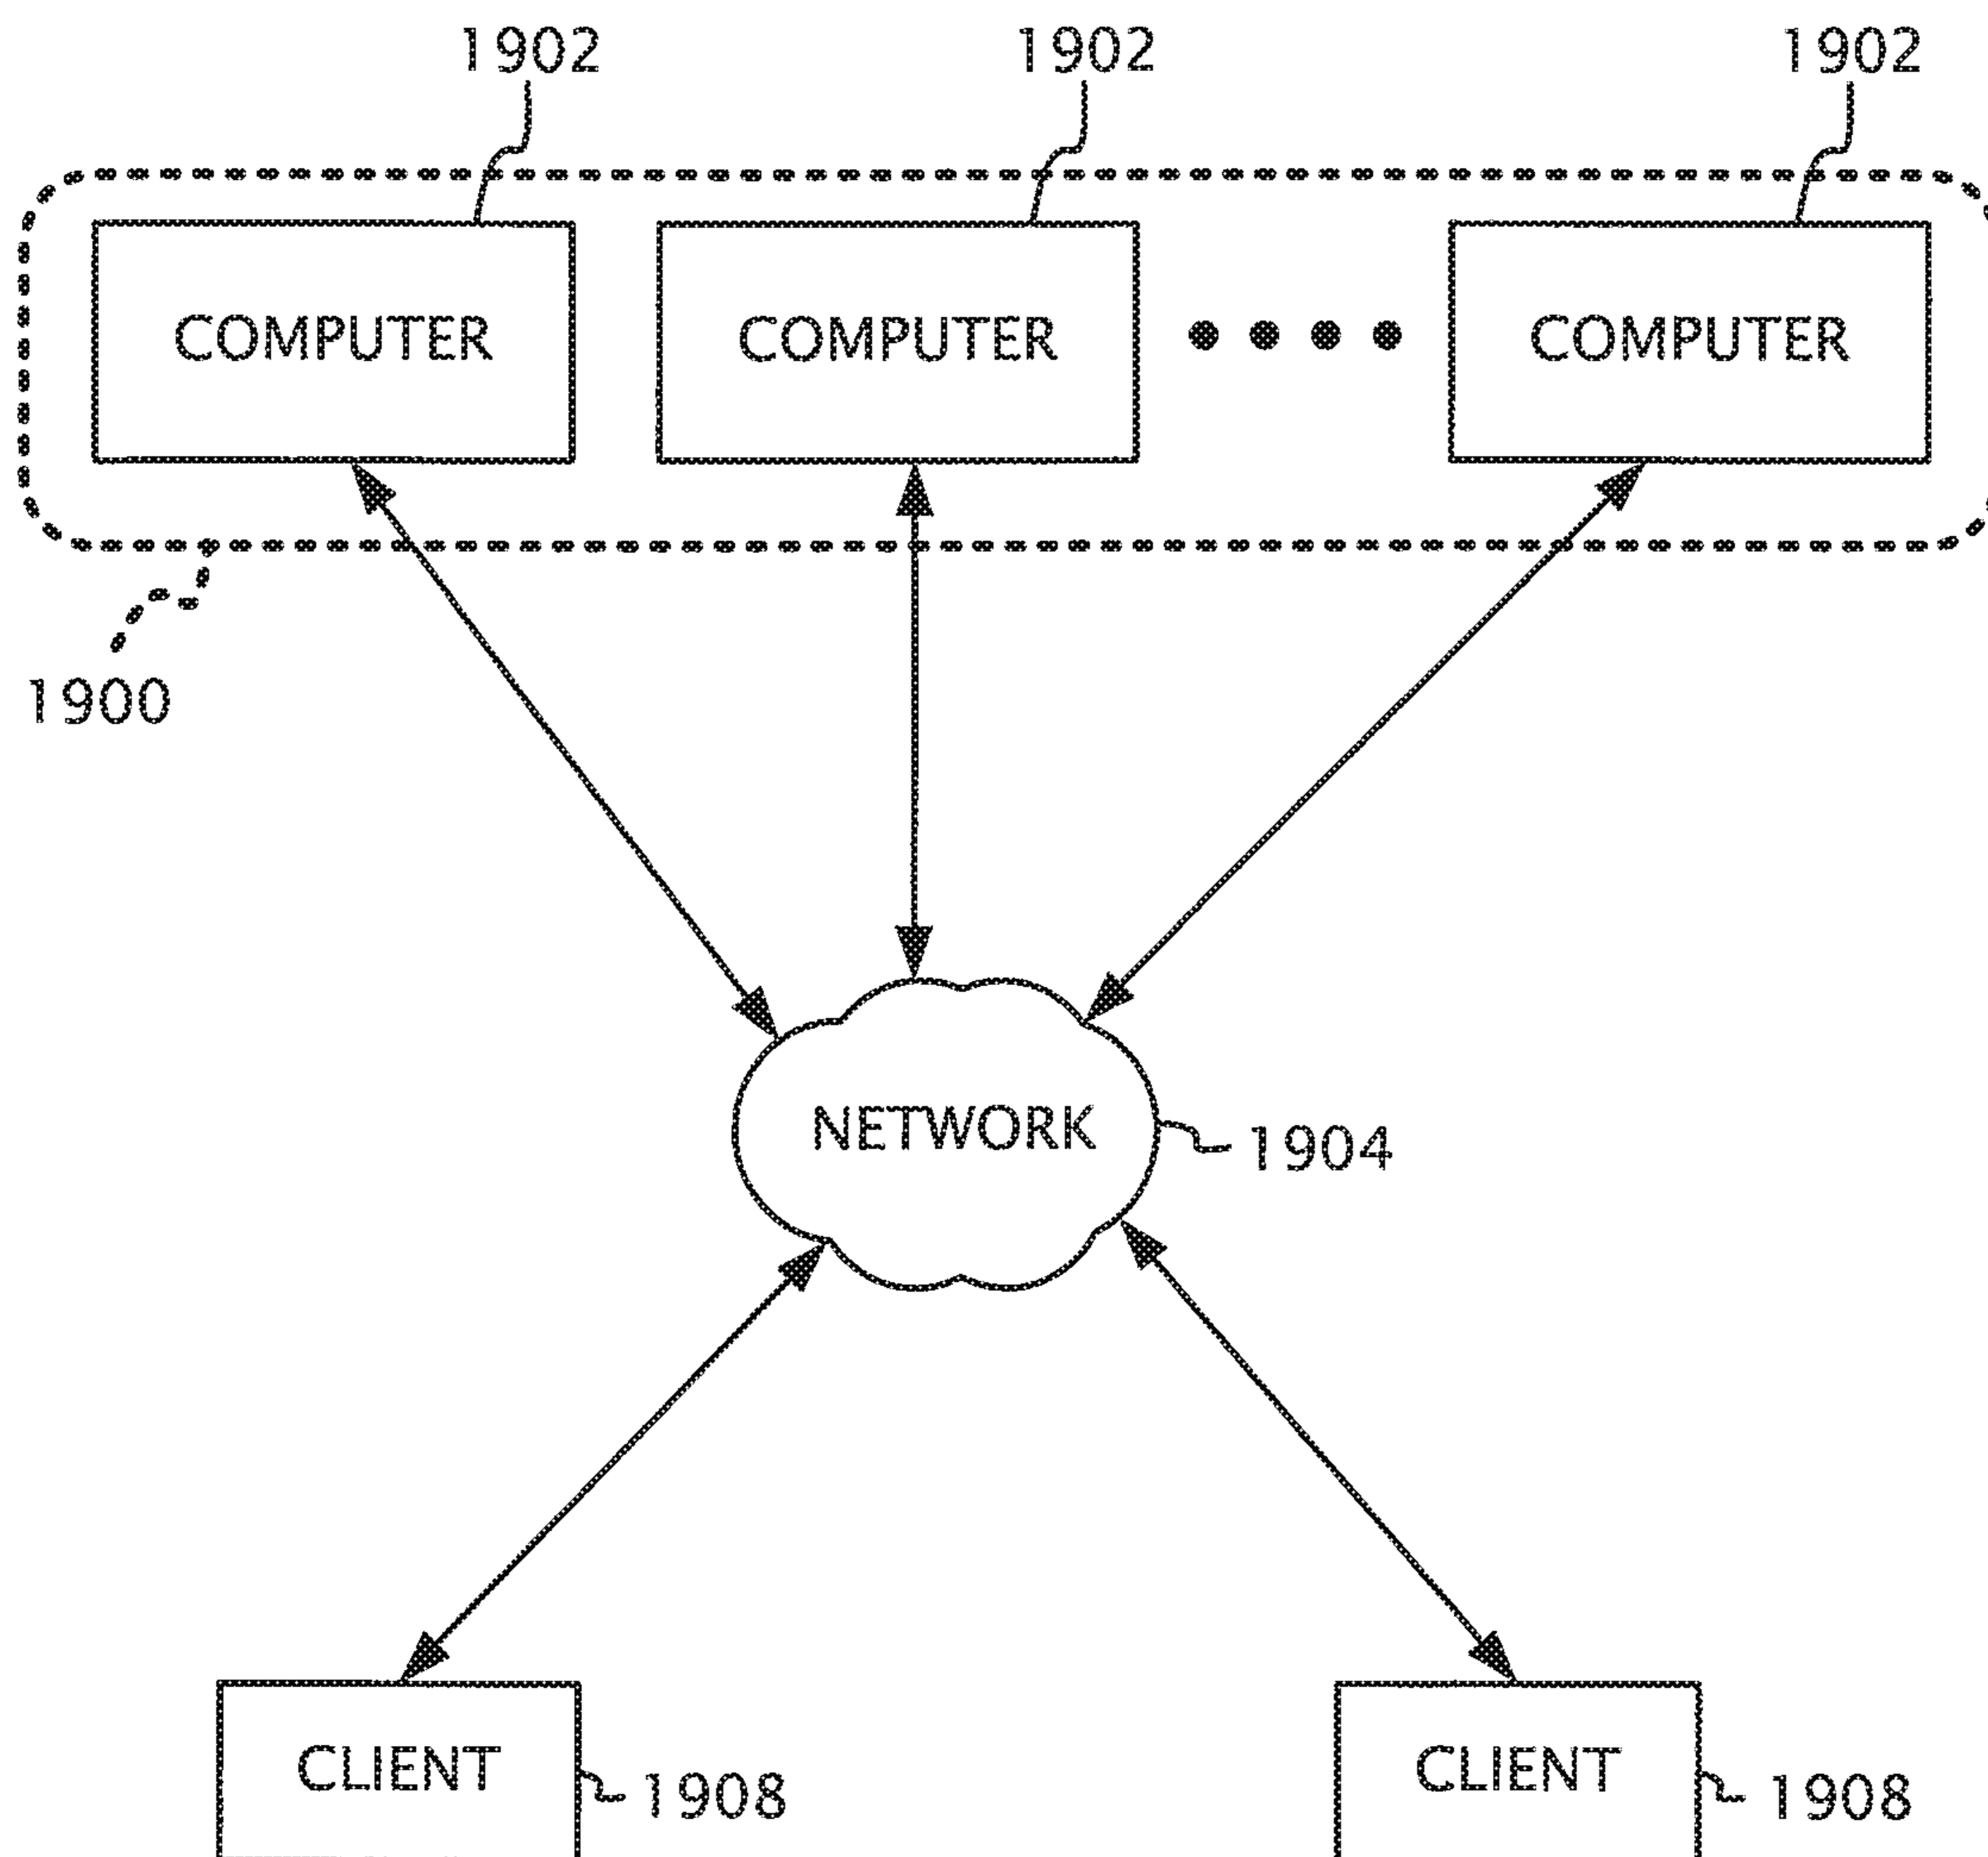 1902 1902 1902
COMPUTER COMPUTER COMPUTER
1900
NETWORK 1904
CLIENT 1908 CLIENT 1908